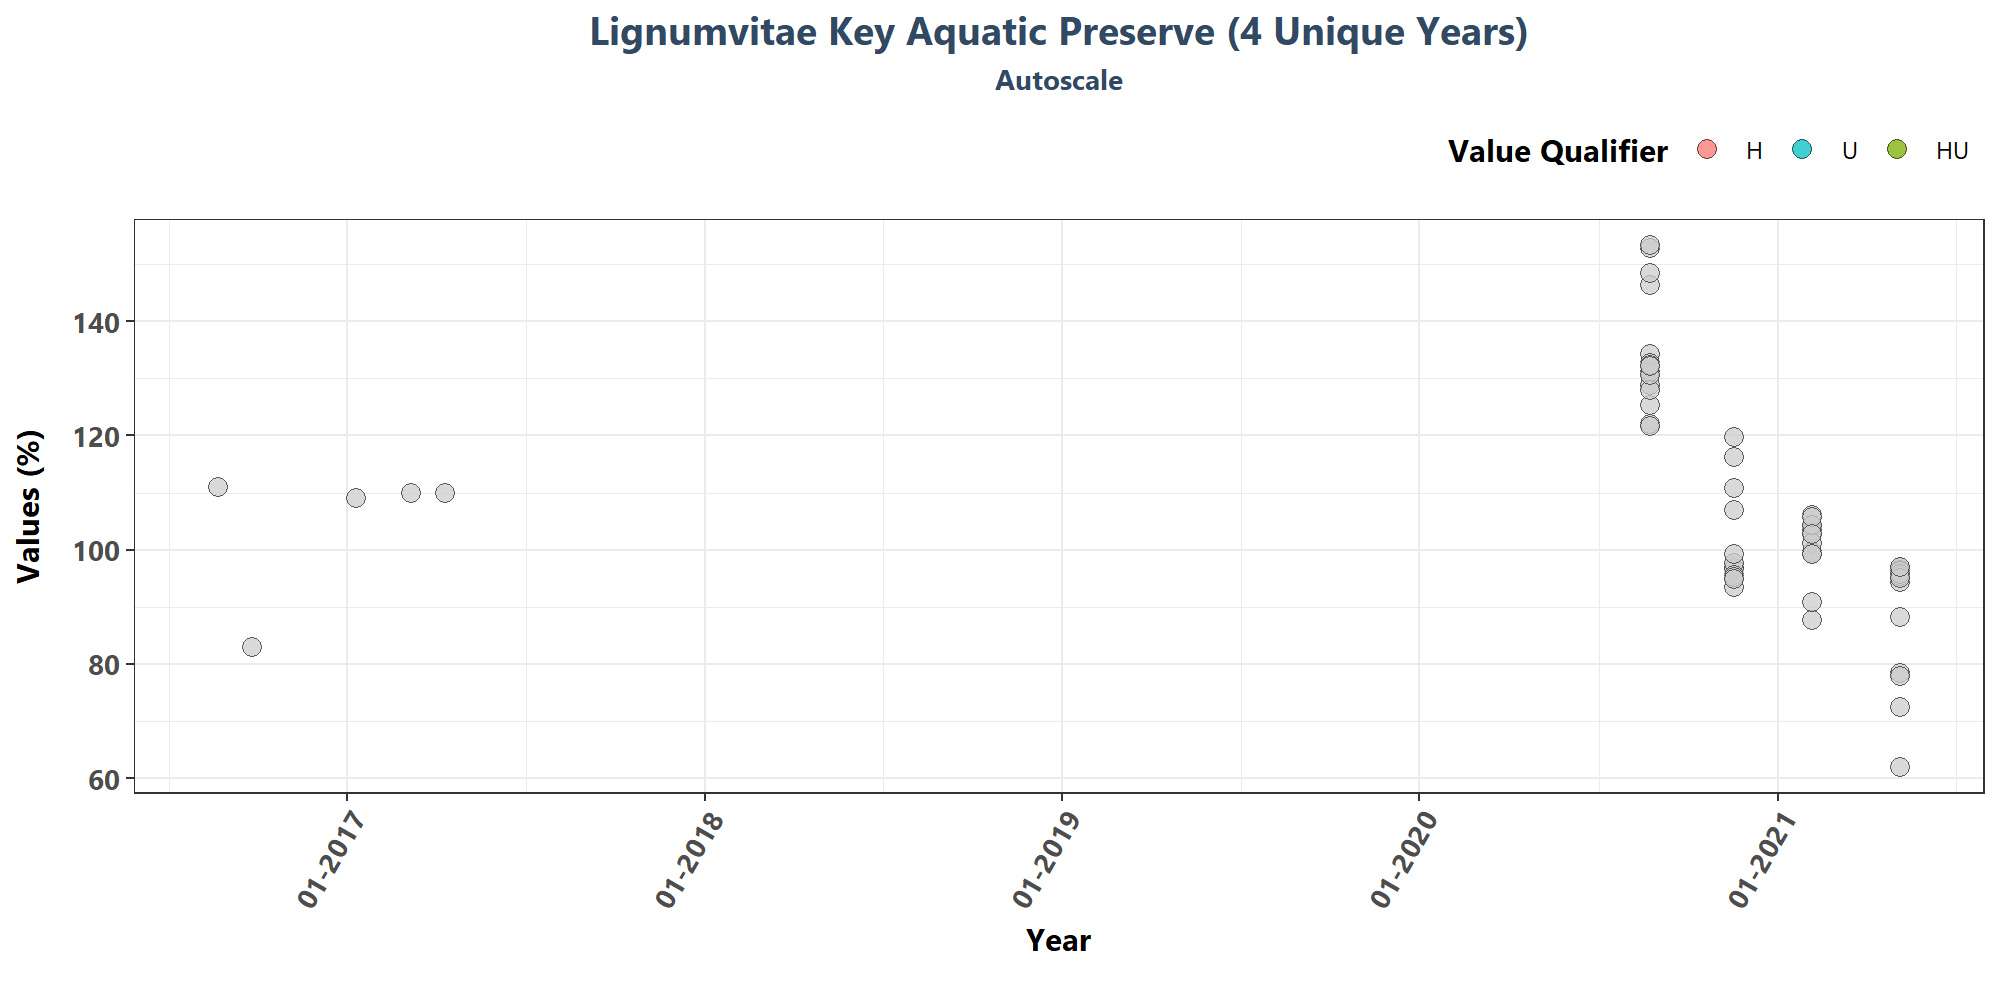 Lignumvitae Key Aquatic Preserve (4 Unique Years)
Autoscale
Value Qualifier H U HU
Values (%)
140
120
100
80
60
01-2017 01-2018 01-2019 01-2020 01-2021
Year